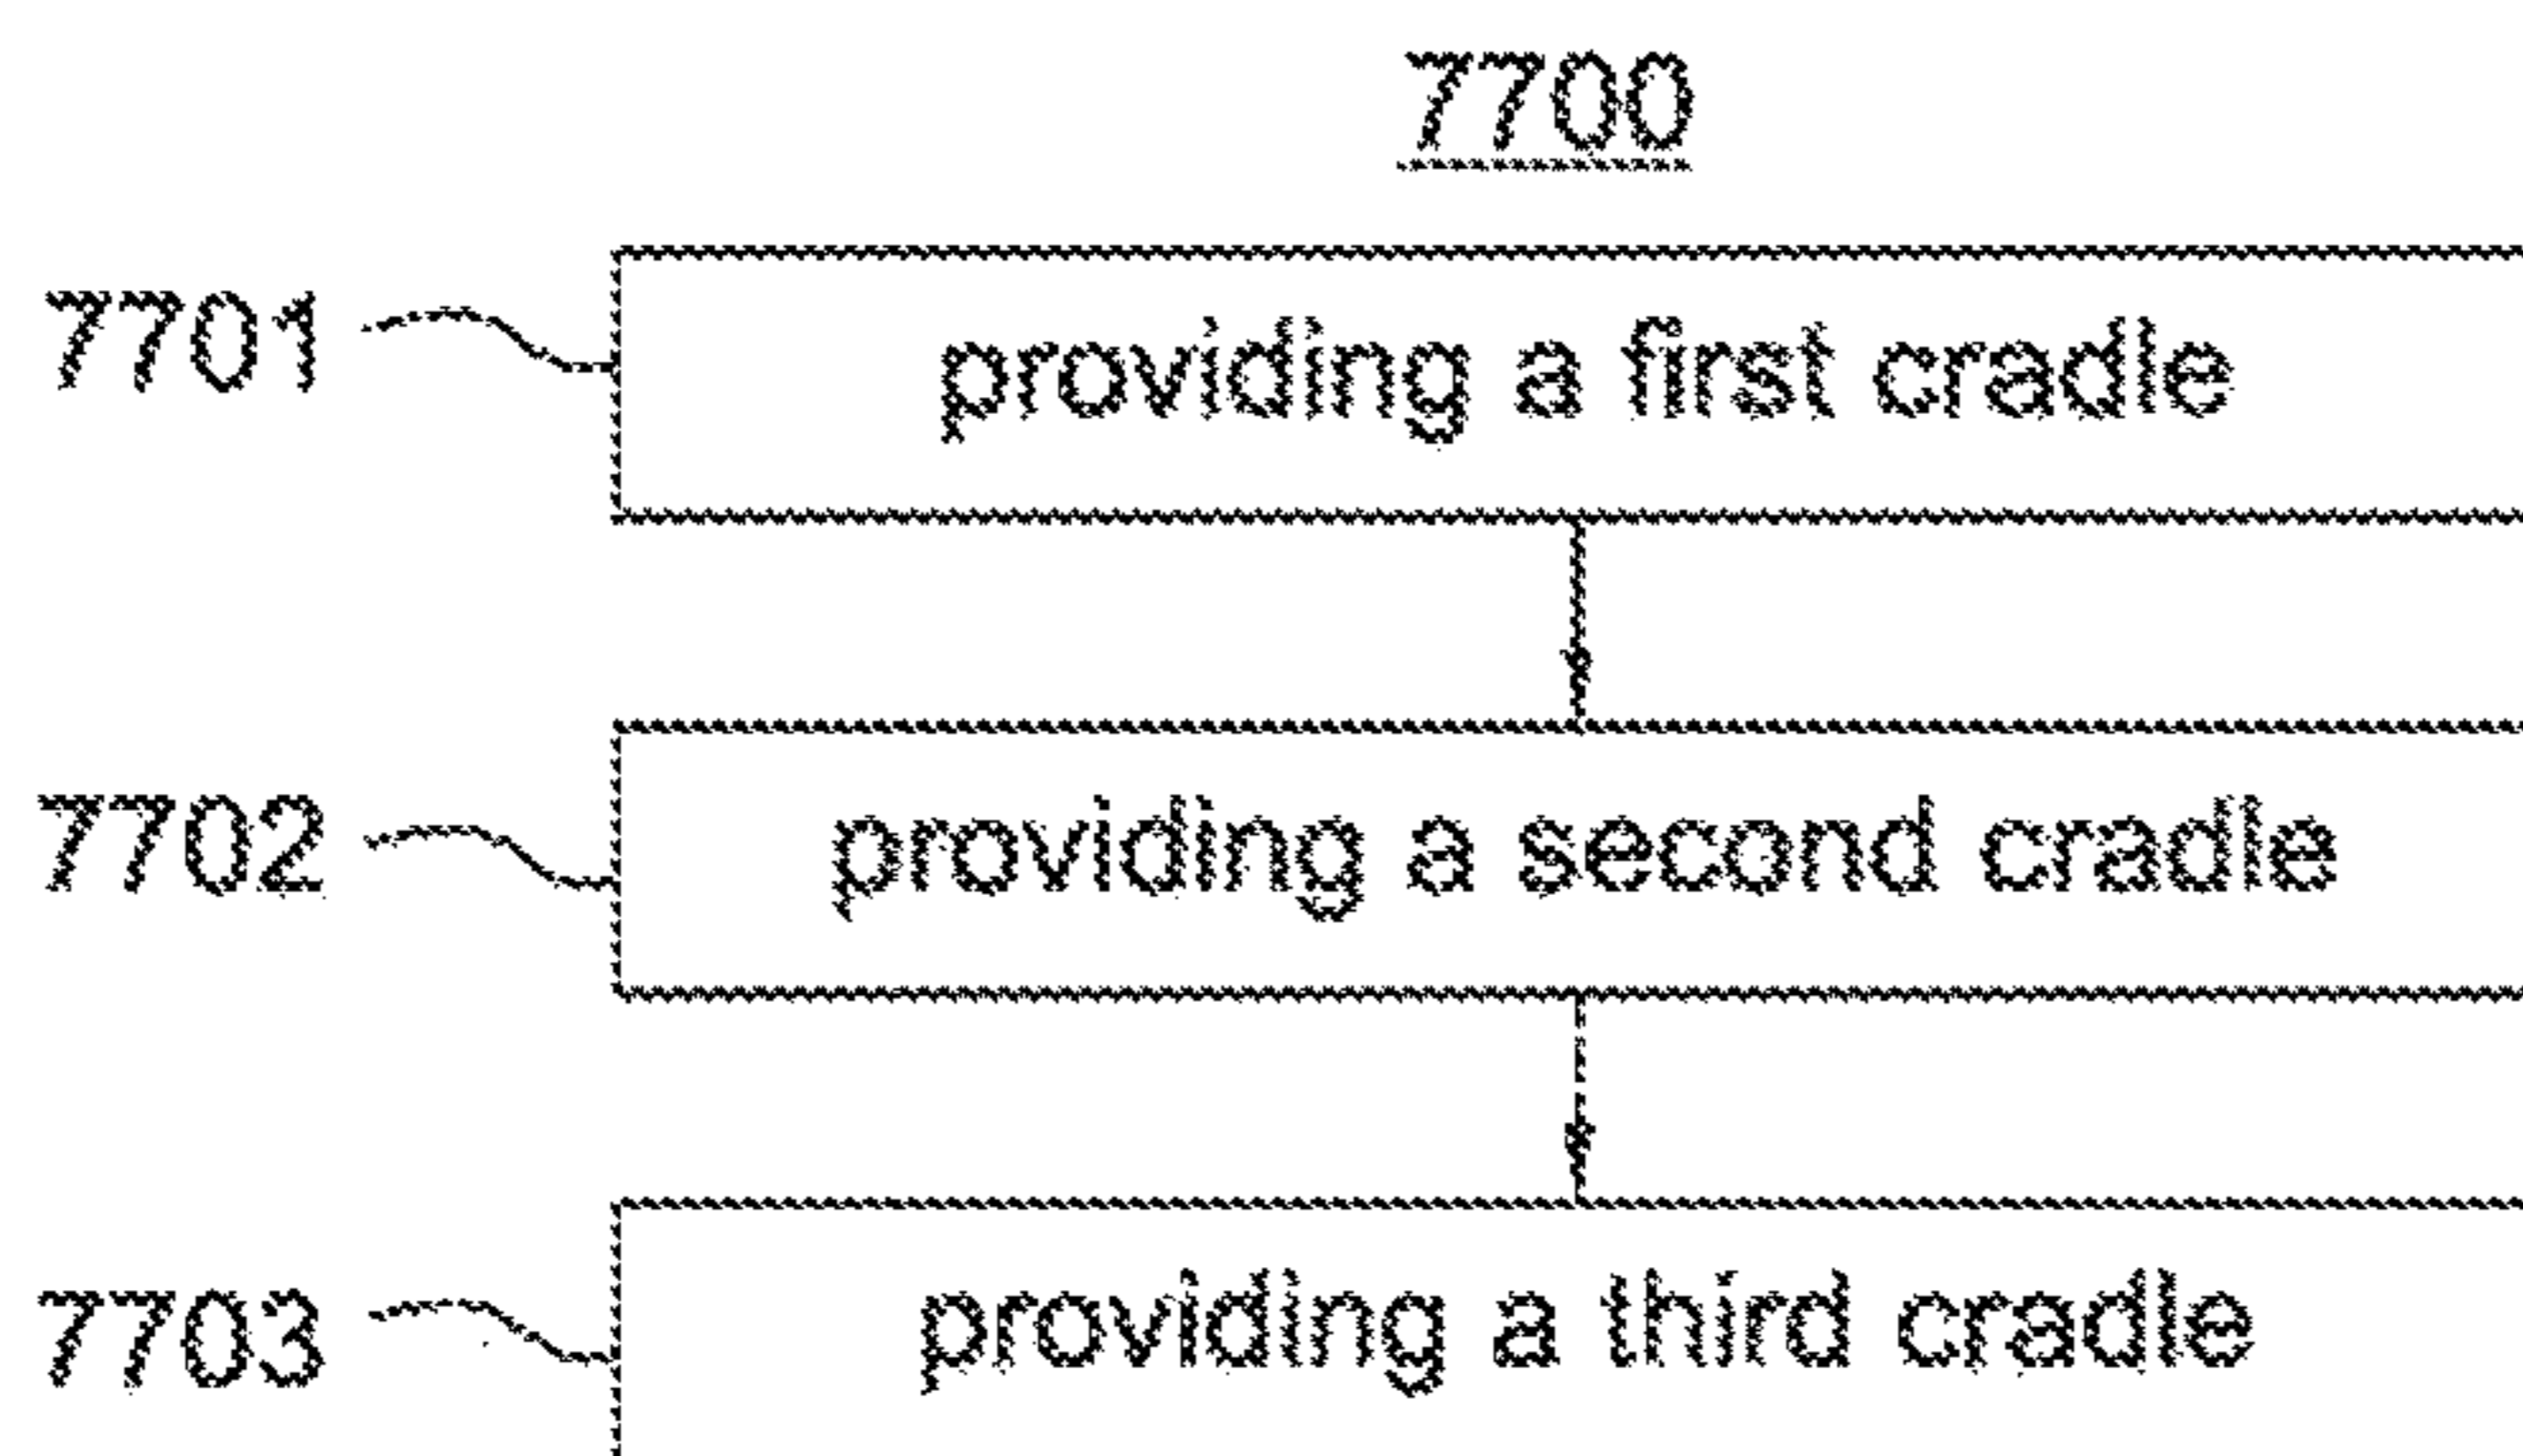 7700
7701 providing a first cradle
7702 providing a second cradle
7703 providing a third cradle